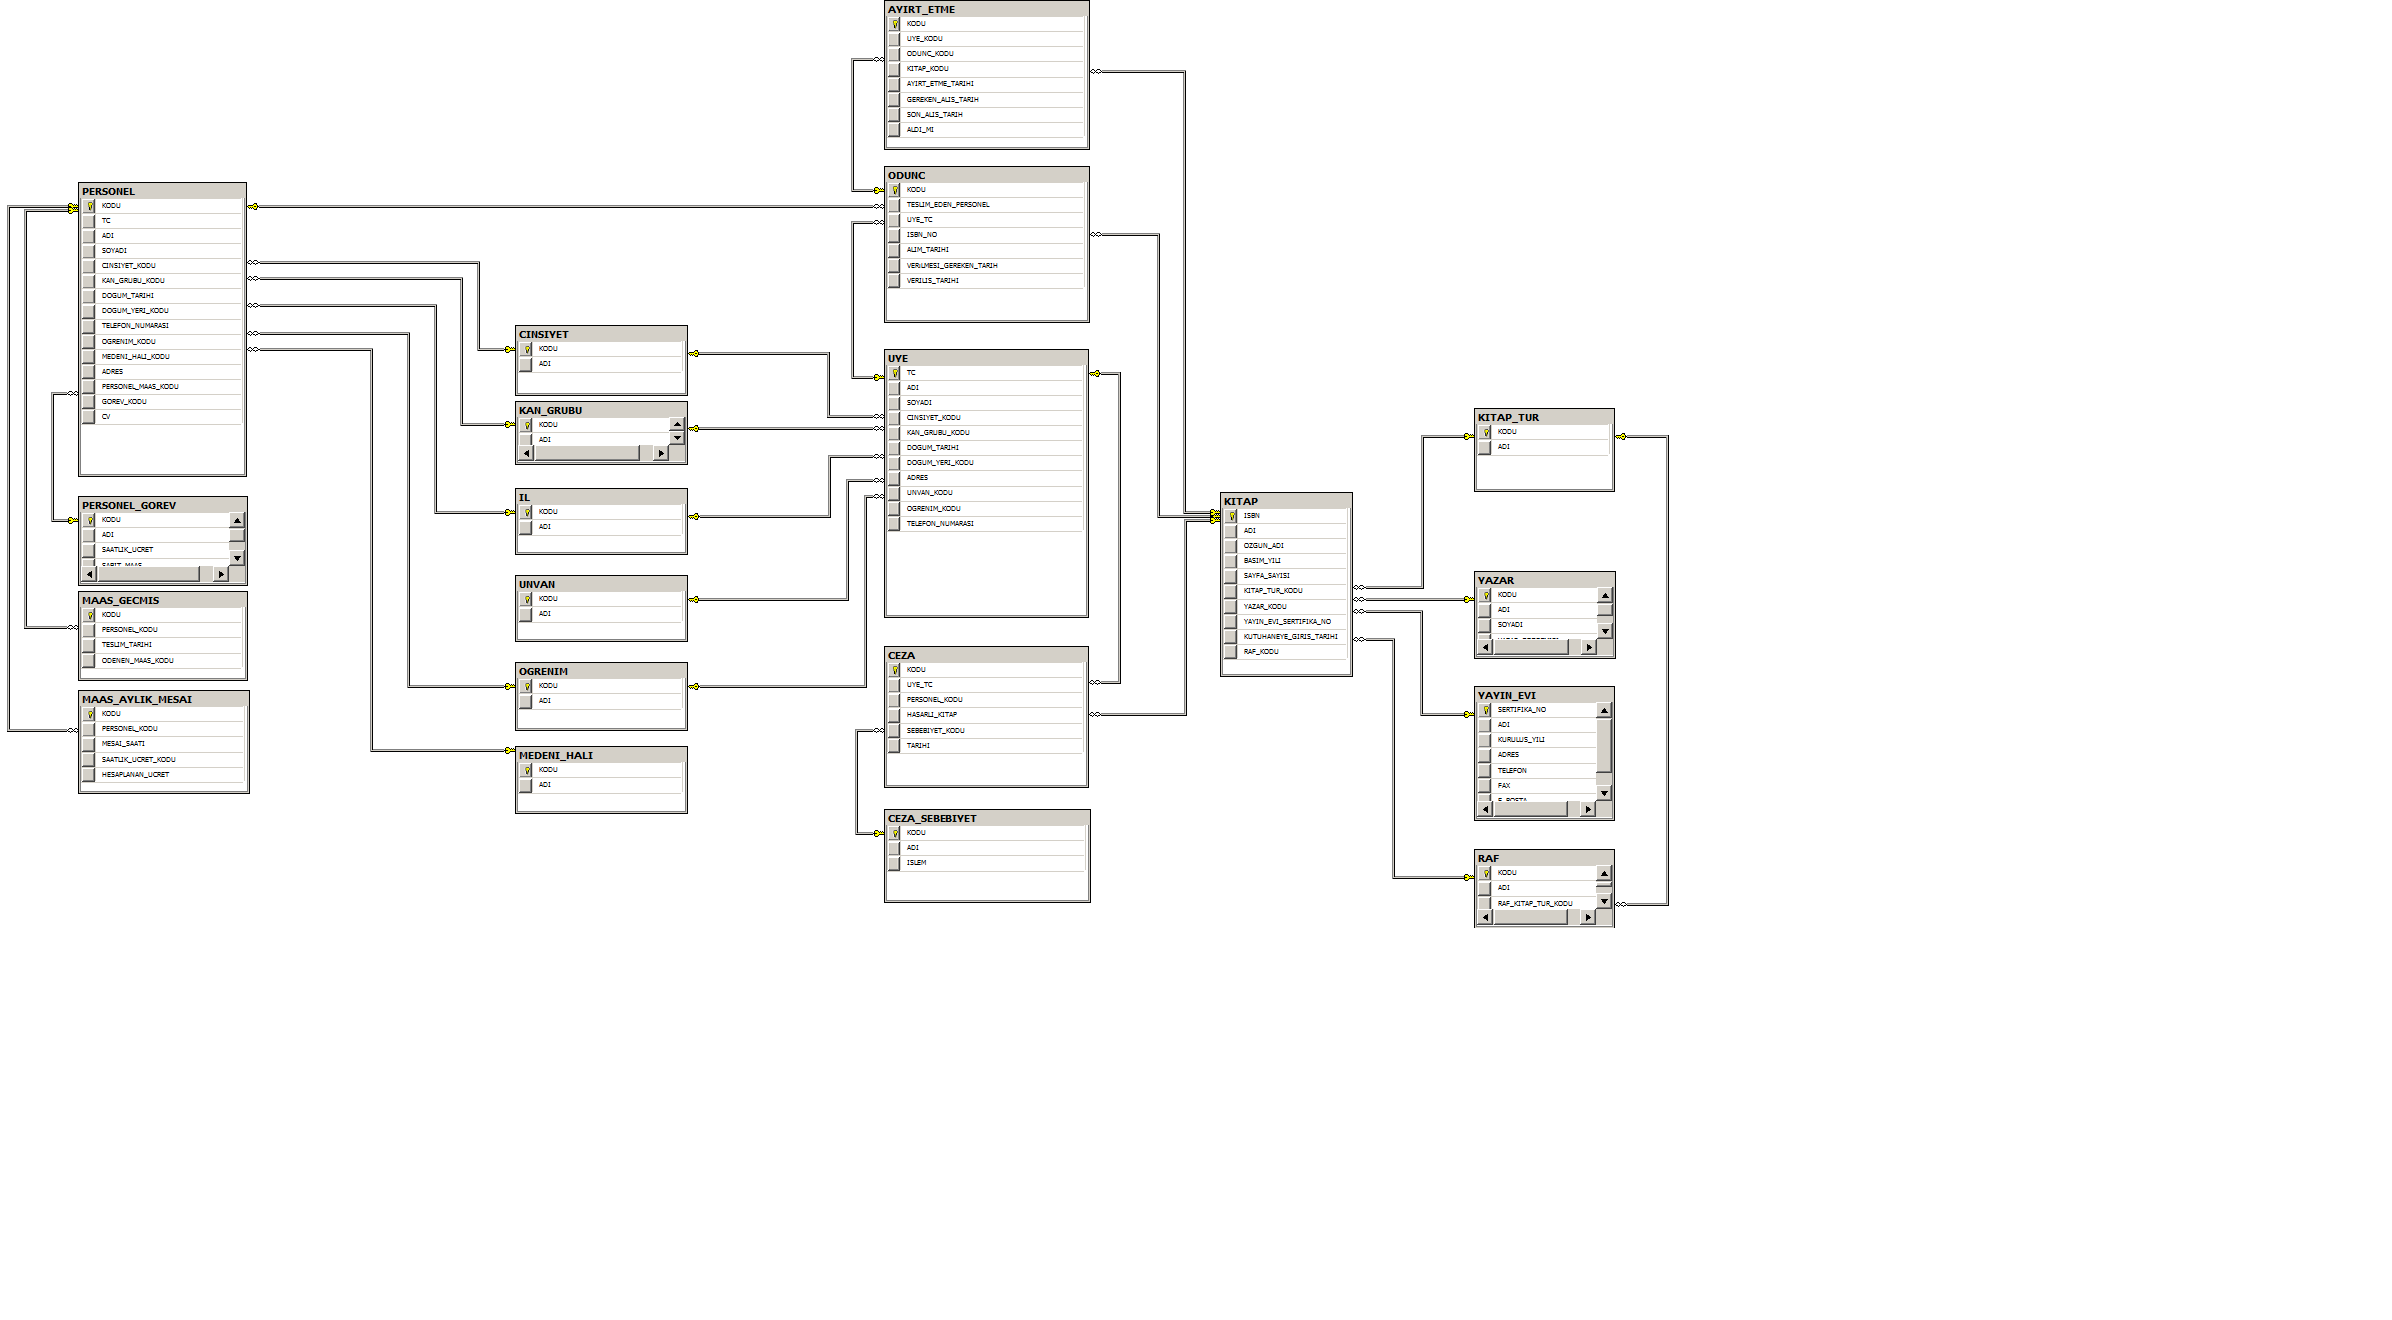 AYIRT_ETME
KODU
UYE_KODU
ODUNC_KODU
KITAP_KODU
AYIRT_ETME_TARIHI
GEREKEN_ALIS_TARIH
SON_ALIS_TARIH
ALDI_MI
ODUNC
KODU
TESLIM_EDEN_PERSONEL
UYE_TC
ISBN_NO
ALIM_TARIHI
VERILMESI_GEREKEN_TARIH
VERILIS_TARIHI
PERSONEL
KODU
TC
ADI
SOYADI
CINSIYET_KODU
KAN_GRUBU_KODU
DOGUM_TARIHI
DOGUM_YERI_KODU
TELEFON_NUMARASI
OGRENIM_KODU
MEDENI_HALI_KODU
ADRES
PERSONEL_MAAS_KODU
GOREV_KODU
CV
PERSONEL_GOREV
KODU
ADI
SAATLIK_UCRET
SABIT_MAAS
MAAS_GECMIS
KODU
PERSONEL_KODU
TESLIM_TARIHI
ODENEN_MAAS_KODU
MAAS_AYLIK_MESAI
KODU
PERSONEL_KODU
MESAI_SAATI
SAATLIK_UCRET_KODU
HESAPLANAN_UCRET
CINSIYET
KODU
ADI
KAN_GRUBU
KODU
ADI
IL
KODU
ADI
UNVAN
KODU
ADI
OGRENIM
KODU
ADI
MEDENI_HALI
KODU
ADI
UYE
TC
ADI
SOYADI
CINSIYET_KODU
KAN_GRUBU_KODU
DOGUM_TARIHI
DOGUM_YERI_KODU
ADRES
UNVAN_KODU
OGRENIM_KODU
TELEFON_NUMARASI
CEZA
KODU
UYE_TC
PERSONEL_KODU
HASARLI_KITAP
SEBEBIYET_KODU
TARIHI
CEZA_SEBEBIYET
KODU
ADI
ISLEM
KITAP
ISBN
ADI
OZGUN_ADI
BASIM_YILI
SAYFA_SAYISI
KITAP_TUR_KODU
YAZAR_KODU
YAYIN_EVI_SERTIFIKA_NO
KUTUHANEYE_GIRIS_TARIHI
RAF_KODU
KITAP_TUR
KODU
ADI
YAZAR
KODU
ADI
SOYADI
YAYIN_EVI
SERTIFIKA_NO
ADI
KURULUS_YILI
ADRES
TELEFON
FAX
E_POSTA
RAF
KODU
ADI
RAF_KITAP_TUR_KODU